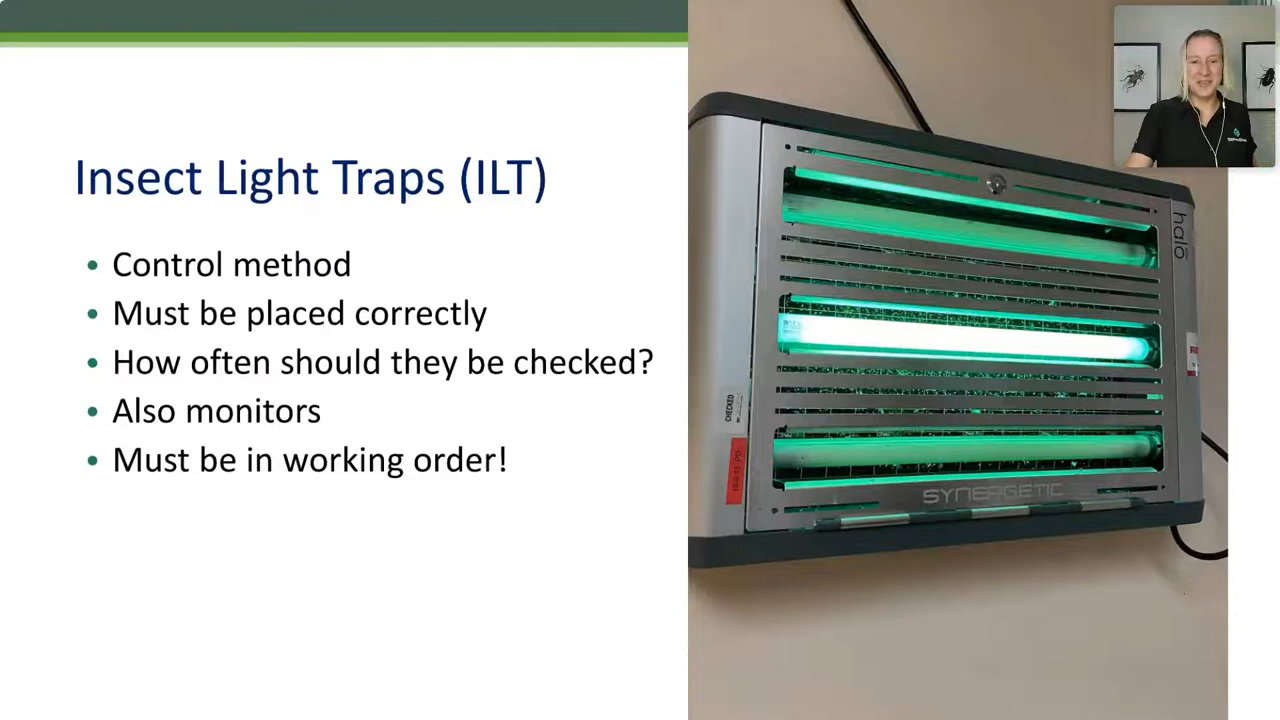 Insect Light Traps (ILT)
• Control method
• Must be placed correctly
• How often should they be checked?
• Also monitors
• Must be in working order!
halo
CHECKED
SYNERGETIC